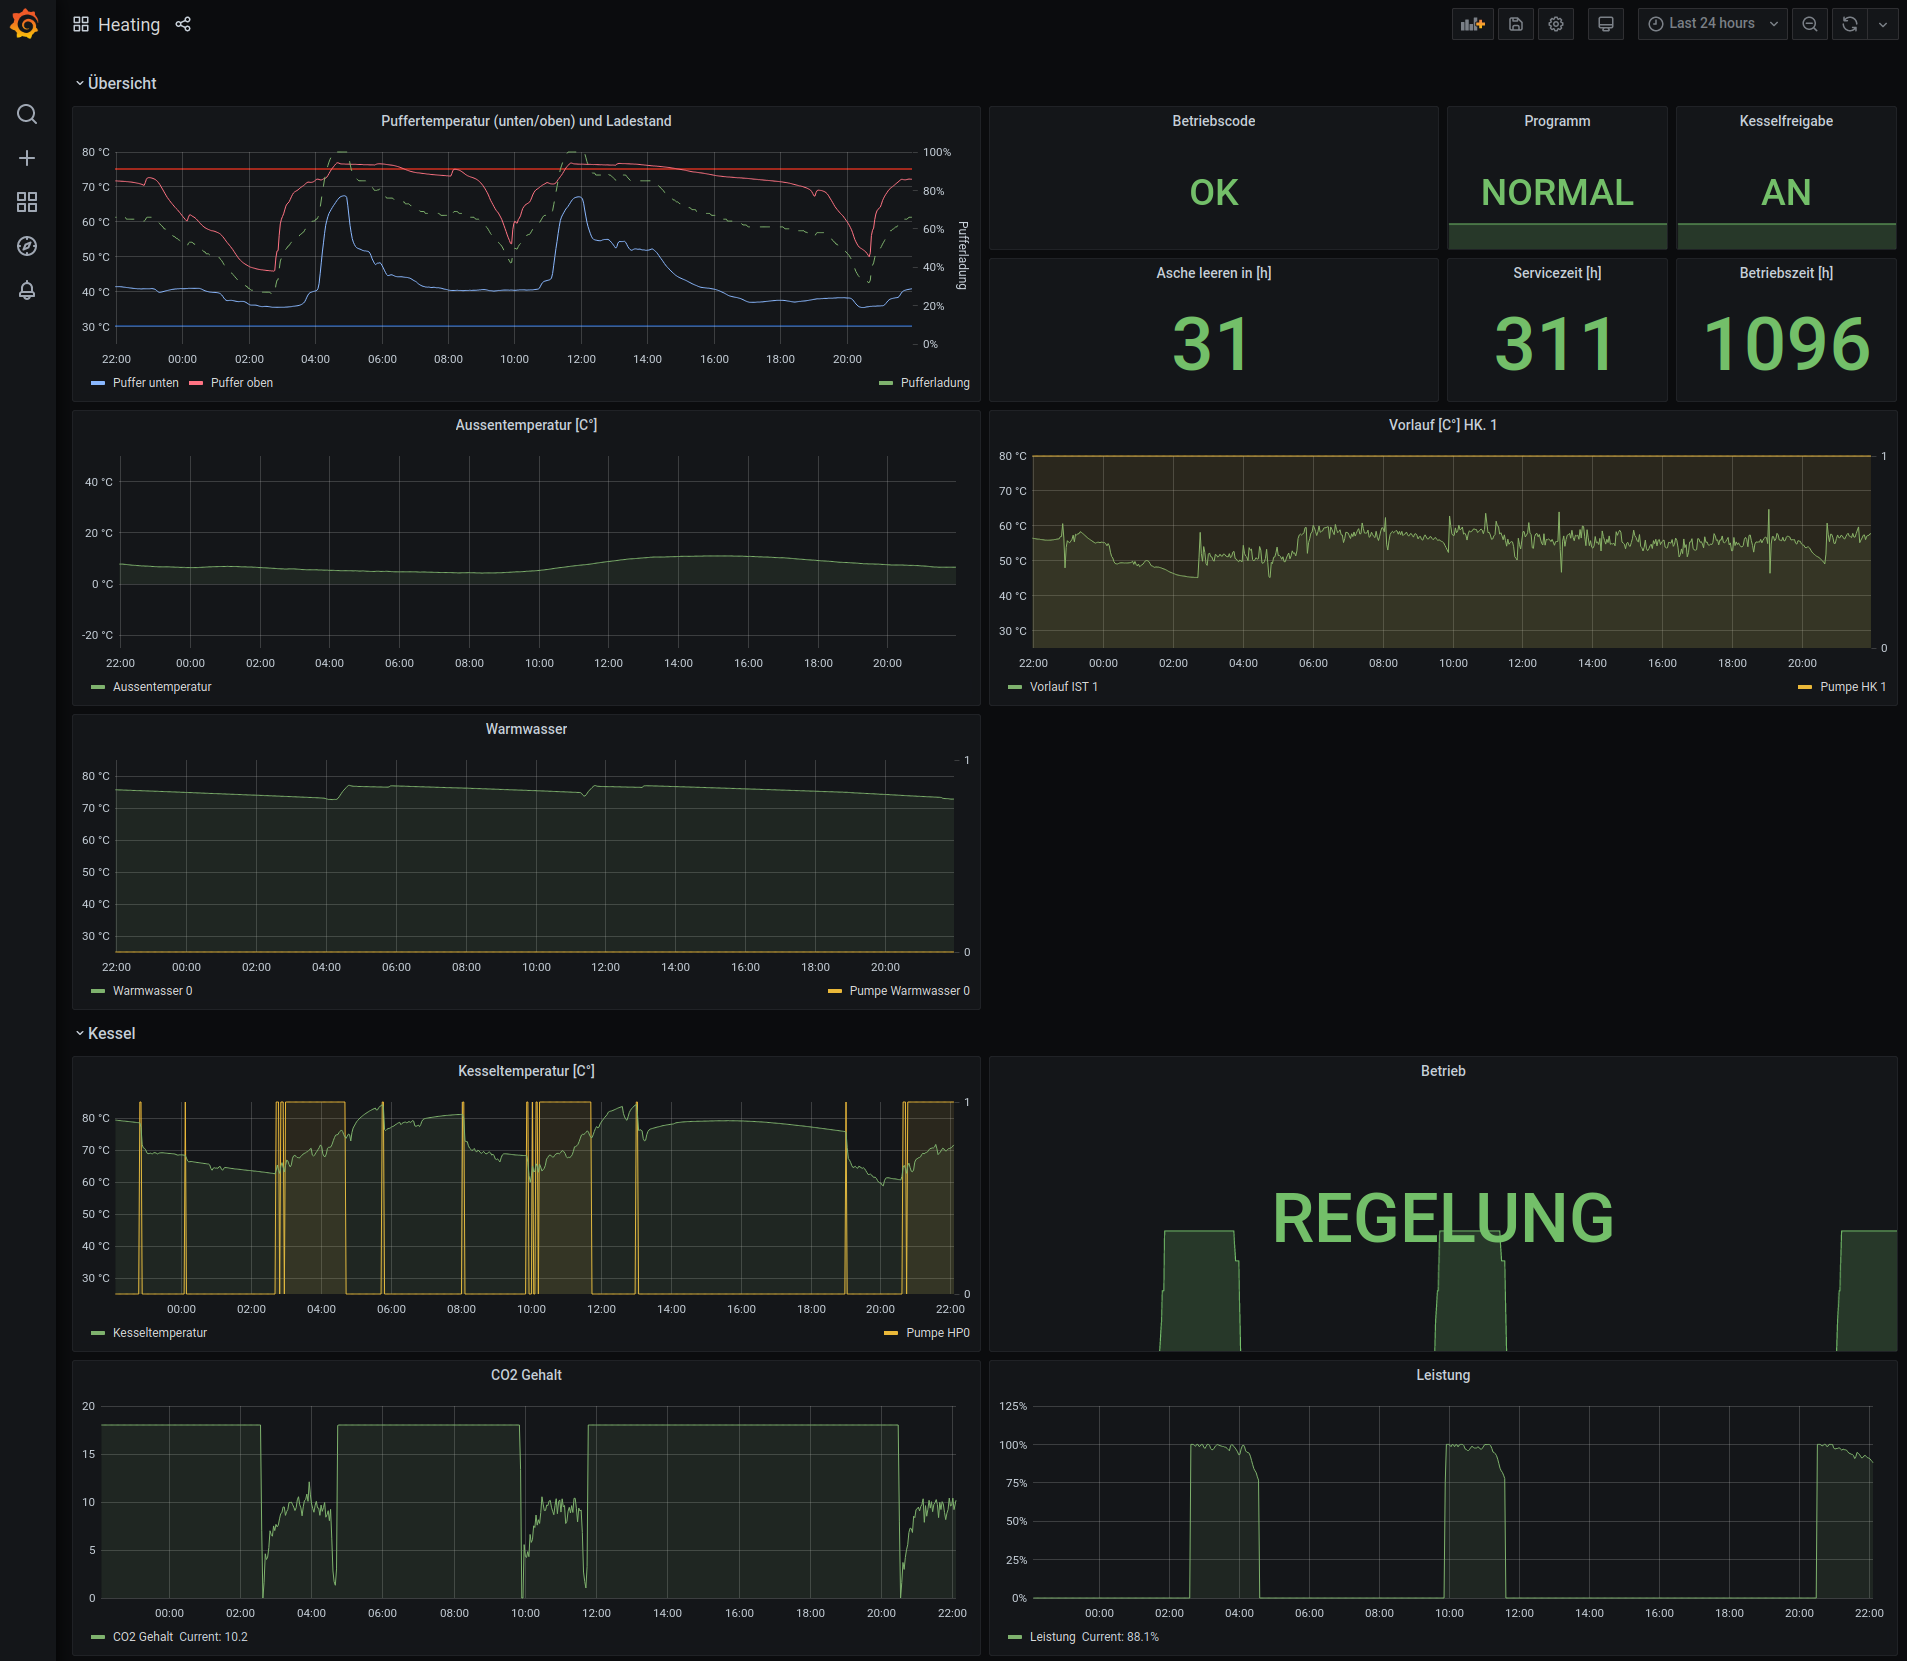 Heating
Last 24 hours
Übersicht
Puffertemperatur (unten/oben) und Ladestand
80 °C
70 °C
60 °C
50 °C
40 °C
30 °C
100%
80%
60%
40%
20%
0%
Pufferladung
22:00 00:00 02:00 04:00 06:00 08:00 10:00 12:00 14:00 16:00 18:00 20:00
Puffer unten Puffer oben Pufferladung
Betriebscode
OK
Programm
NORMAL
Kesselfreigabe
AN
Asche leeren in [h]
31
Servicezeit [h]
311
Betriebszeit [h]
1096
Aussentemperatur [C°]
40 °C
20 °C
0 °C
-20 °C
22:00 00:00 02:00 04:00 06:00 08:00 10:00 12:00 14:00 16:00 18:00 20:00
Aussentemperatur
Vorlauf [C°] HK. 1
80 °C
70 °C
60 °C
50 °C
40 °C
30 °C
1
0
22:00 00:00 02:00 04:00 06:00 08:00 10:00 12:00 14:00 16:00 18:00 20:00
Vorlauf IST 1 Pumpe HK 1
Warmwasser
80 °C
70 °C
60 °C
50 °C
40 °C
30 °C
1
0
22:00 00:00 02:00 04:00 06:00 08:00 10:00 12:00 14:00 16:00 18:00 20:00
Warmwasser 0 Pumpe Warmwasser 0
Kessel
Kesseltemperatur [C°]
80 °C
70 °C
60 °C
50 °C
40 °C
30 °C
1
0
00:00 02:00 04:00 06:00 08:00 10:00 12:00 14:00 16:00 18:00 20:00 22:00
Kesseltemperatur Pumpe HP0
Betrieb
REGELUNG
CO2 Gehalt
20
15
10
5
0
00:00 02:00 04:00 06:00 08:00 10:00 12:00 14:00 16:00 18:00 20:00 22:00
CO2 Gehalt Current: 10.2
Leistung
125%
100%
75%
50%
25%
0%
00:00 02:00 04:00 06:00 08:00 10:00 12:00 14:00 16:00 18:00 20:00 22:00
Leistung Current: 88.1%